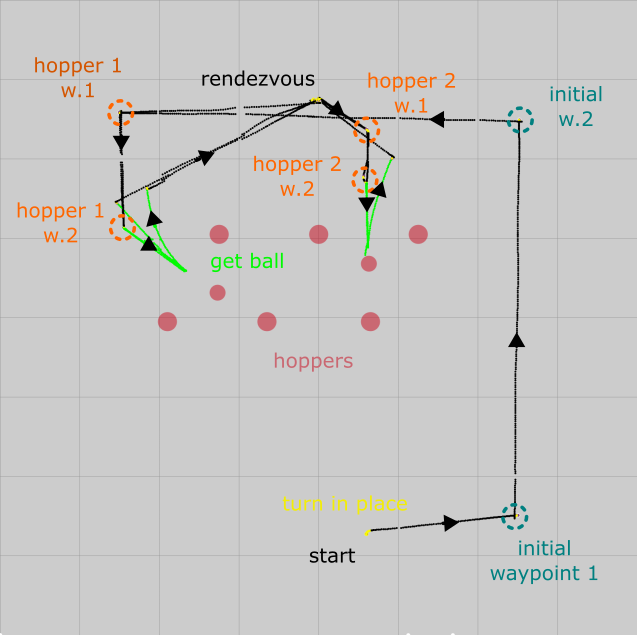 hopper 1
w.1
rendezvous
hopper 2
w.1
initial
w.2
hopper 2
w.2
hopper 1
w.2
get ball
hoppers
turn in place
start
initial
waypoint 1